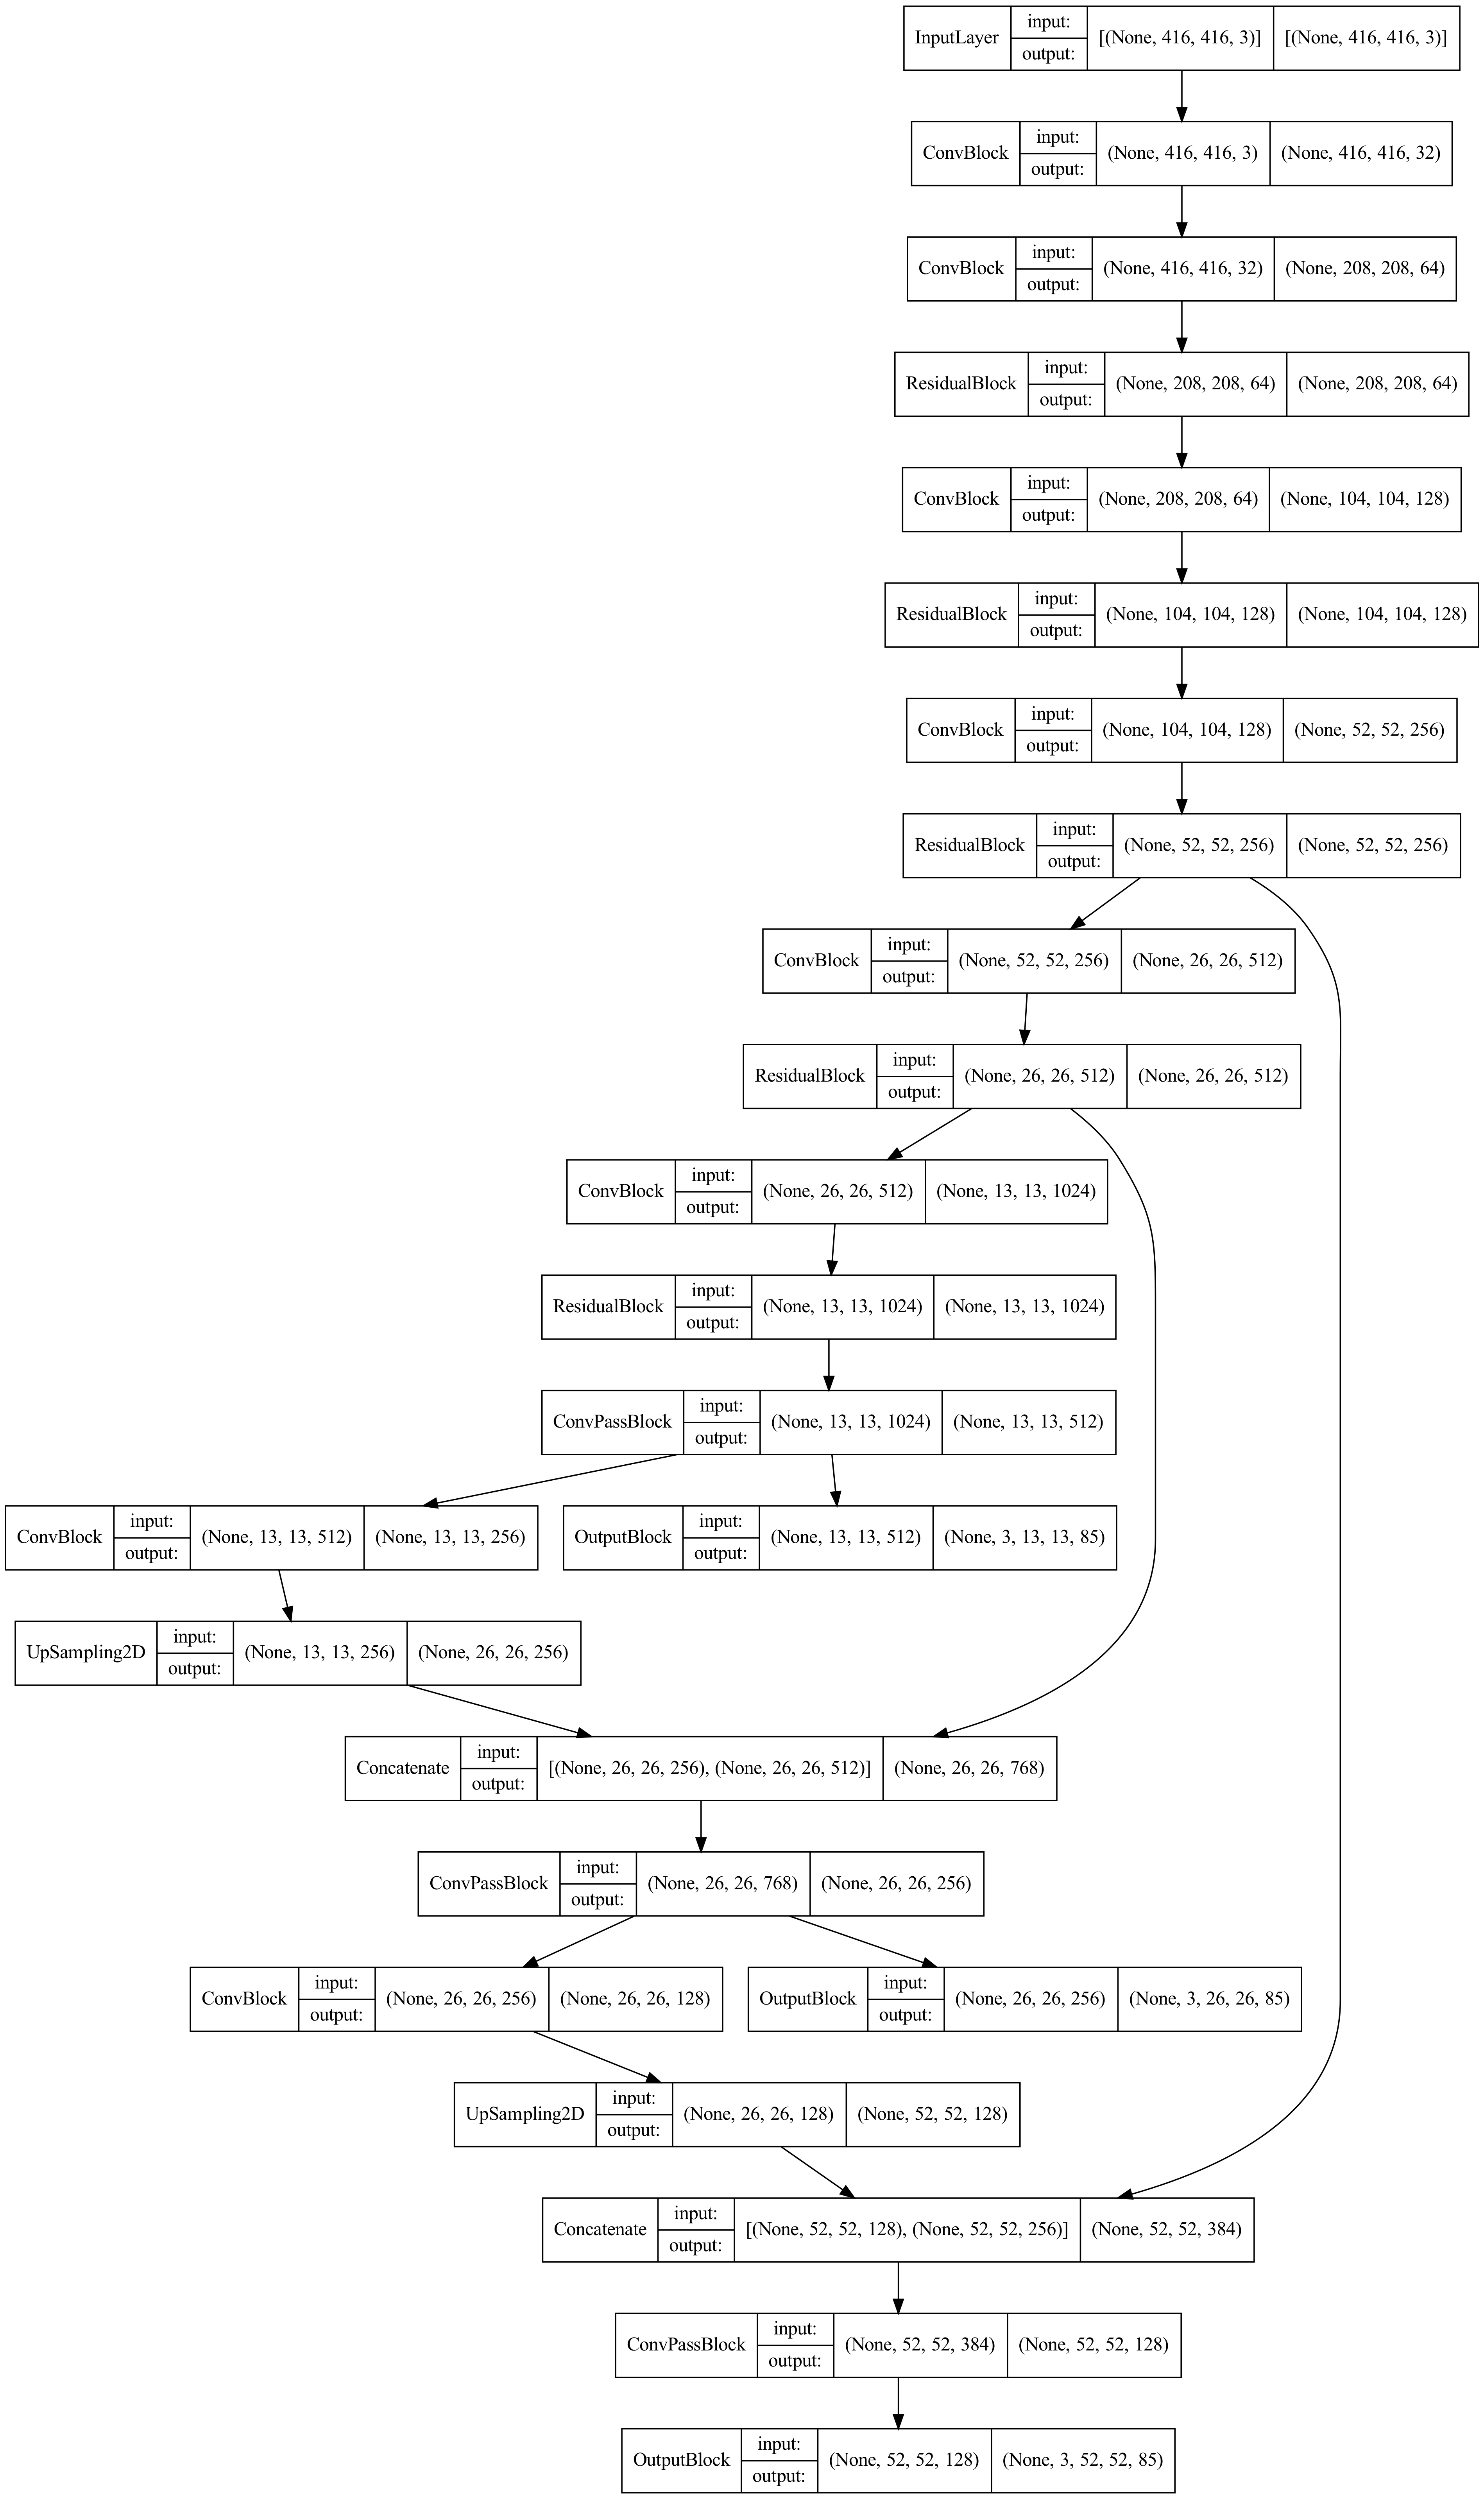 InputLayer input: output: [(None, 416, 416, 3)] [(None, 416, 416, 3)]
ConvBlock input: output: (None, 416, 416, 3) (None, 416, 416, 32)
ConvBlock input: output: (None, 416, 416, 32) (None, 208, 208, 64)
ResidualBlock input: output: (None, 208, 208, 64) (None, 208, 208, 64)
ConvBlock input: output: (None, 208, 208, 64) (None, 104, 104, 128)
ResidualBlock input: output: (None, 104, 104, 128) (None, 104, 104, 128)
ConvBlock input: output: (None, 104, 104, 128) (None, 52, 52, 256)
ResidualBlock input: output: (None, 52, 52, 256) (None, 52, 52, 256)
ConvBlock input: output: (None, 52, 52, 256) (None, 26, 26, 512)
ResidualBlock input: output: (None, 26, 26, 512) (None, 26, 26, 512)
ConvBlock input: output: (None, 26, 26, 512) (None, 13, 13, 1024)
ResidualBlock input: output: (None, 13, 13, 1024) (None, 13, 13, 1024)
ConvPassBlock input: output: (None, 13, 13, 1024) (None, 13, 13, 512)
ConvBlock input: output: (None, 13, 13, 512) (None, 13, 13, 256)
OutputBlock input: output: (None, 13, 13, 512) (None, 3, 13, 13, 85)
UpSampling2D input: output: (None, 13, 13, 256) (None, 26, 26, 256)
Concatenate input: output: [(None, 26, 26, 256), (None, 26, 26, 512)] (None, 26, 26, 768)
ConvPassBlock input: output: (None, 26, 26, 768) (None, 26, 26, 256)
ConvBlock input: output: (None, 26, 26, 256) (None, 26, 26, 128)
OutputBlock input: output: (None, 26, 26, 256) (None, 3, 26, 26, 85)
UpSampling2D input: output: (None, 26, 26, 128) (None, 52, 52, 128)
Concatenate input: output: [(None, 52, 52, 128), (None, 52, 52, 256)] (None, 52, 52, 384)
ConvPassBlock input: output: (None, 52, 52, 384) (None, 52, 52, 128)
OutputBlock input: output: (None, 52, 52, 128) (None, 3, 52, 52, 85)